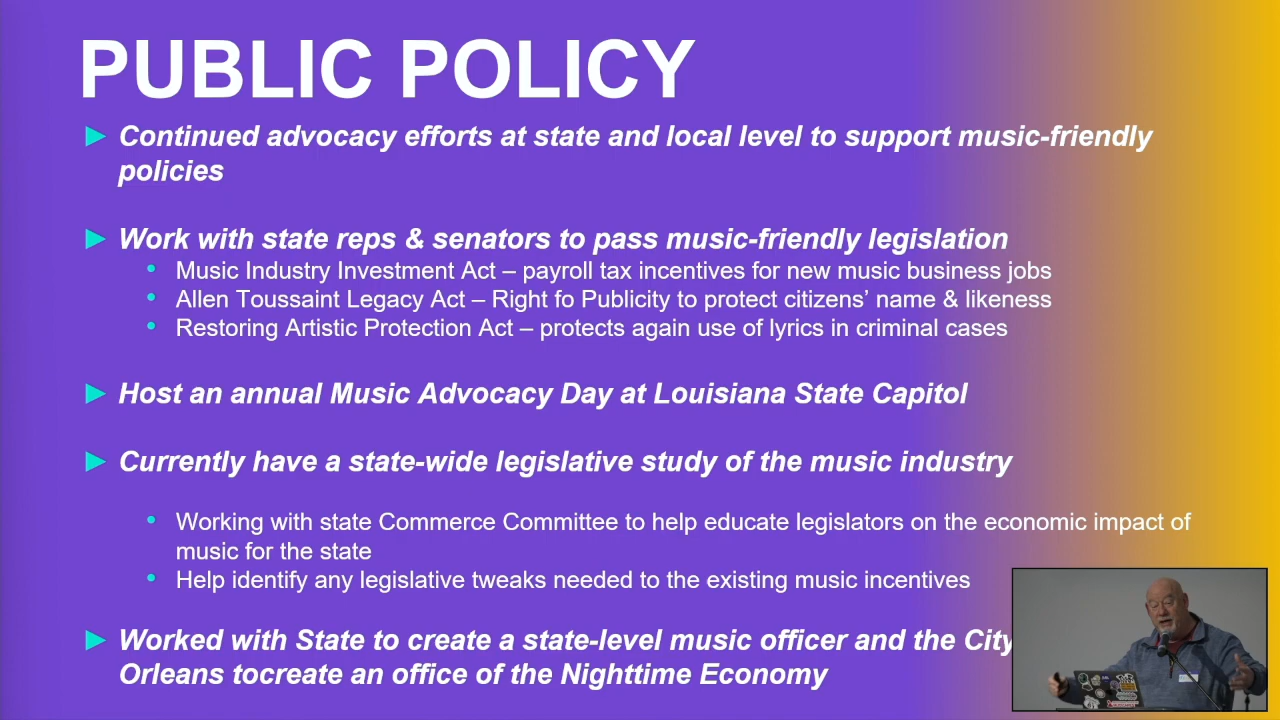 PUBLIC POLICY
Continued advocacy efforts at state and local level to support music-friendly
policies
Work with state reps & senators to pass music-friendly legislation
Music Industry Investment Act – payroll tax incentives for new music business jobs
Allen Toussaint Legacy Act – Right fo Publicity to protect citizens’ name & likeness
Restoring Artistic Protection Act – protects again use of lyrics in criminal cases
Host an annual Music Advocacy Day at Louisiana State Capitol
Currently have a state-wide legislative study of the music industry
Working with state Commerce Committee to help educate legislators on the economic impact of
music for the state
Help identify any legislative tweaks needed to the existing music incentives
Worked with State to create a state-level music officer and the City
Orleans tocreate an office of the Nighttime Economy